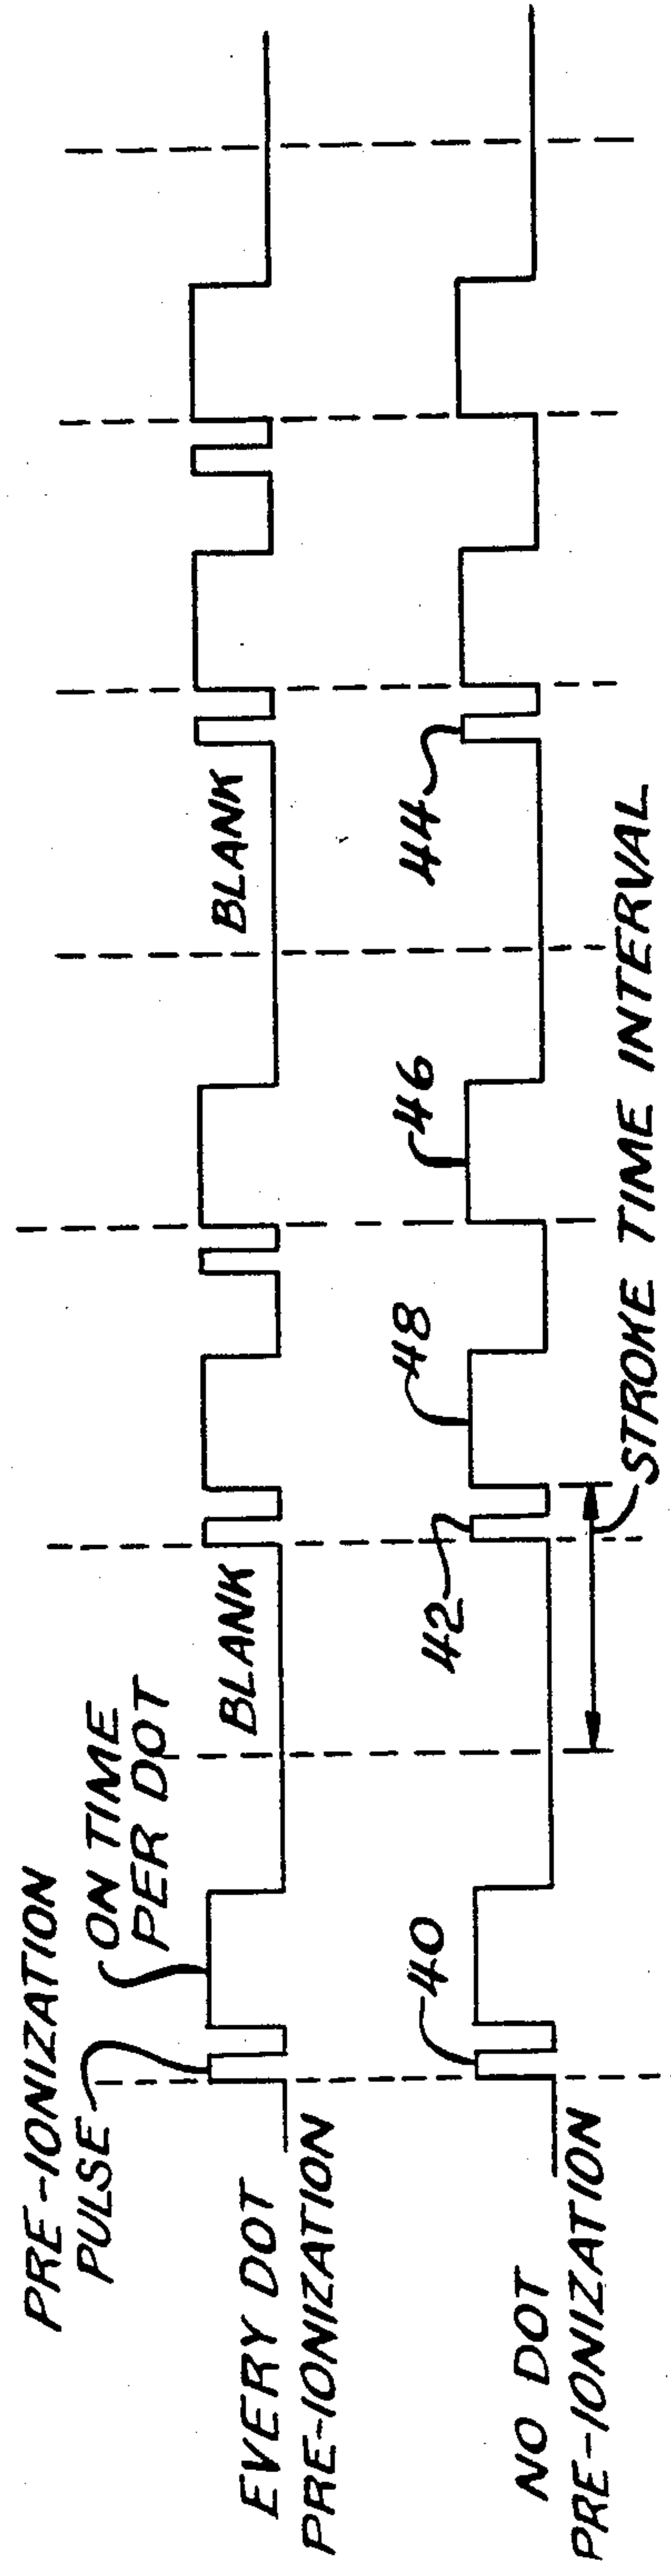 PRE-IONIZATION
PULSE
ON TIME
PER DOT
BLANK
BLANK
EVERY DOT
PRE-IONIZATION
40
42
48
46
44
NO DOT
PRE-IONIZATION
STROKE TIME INTERVAL